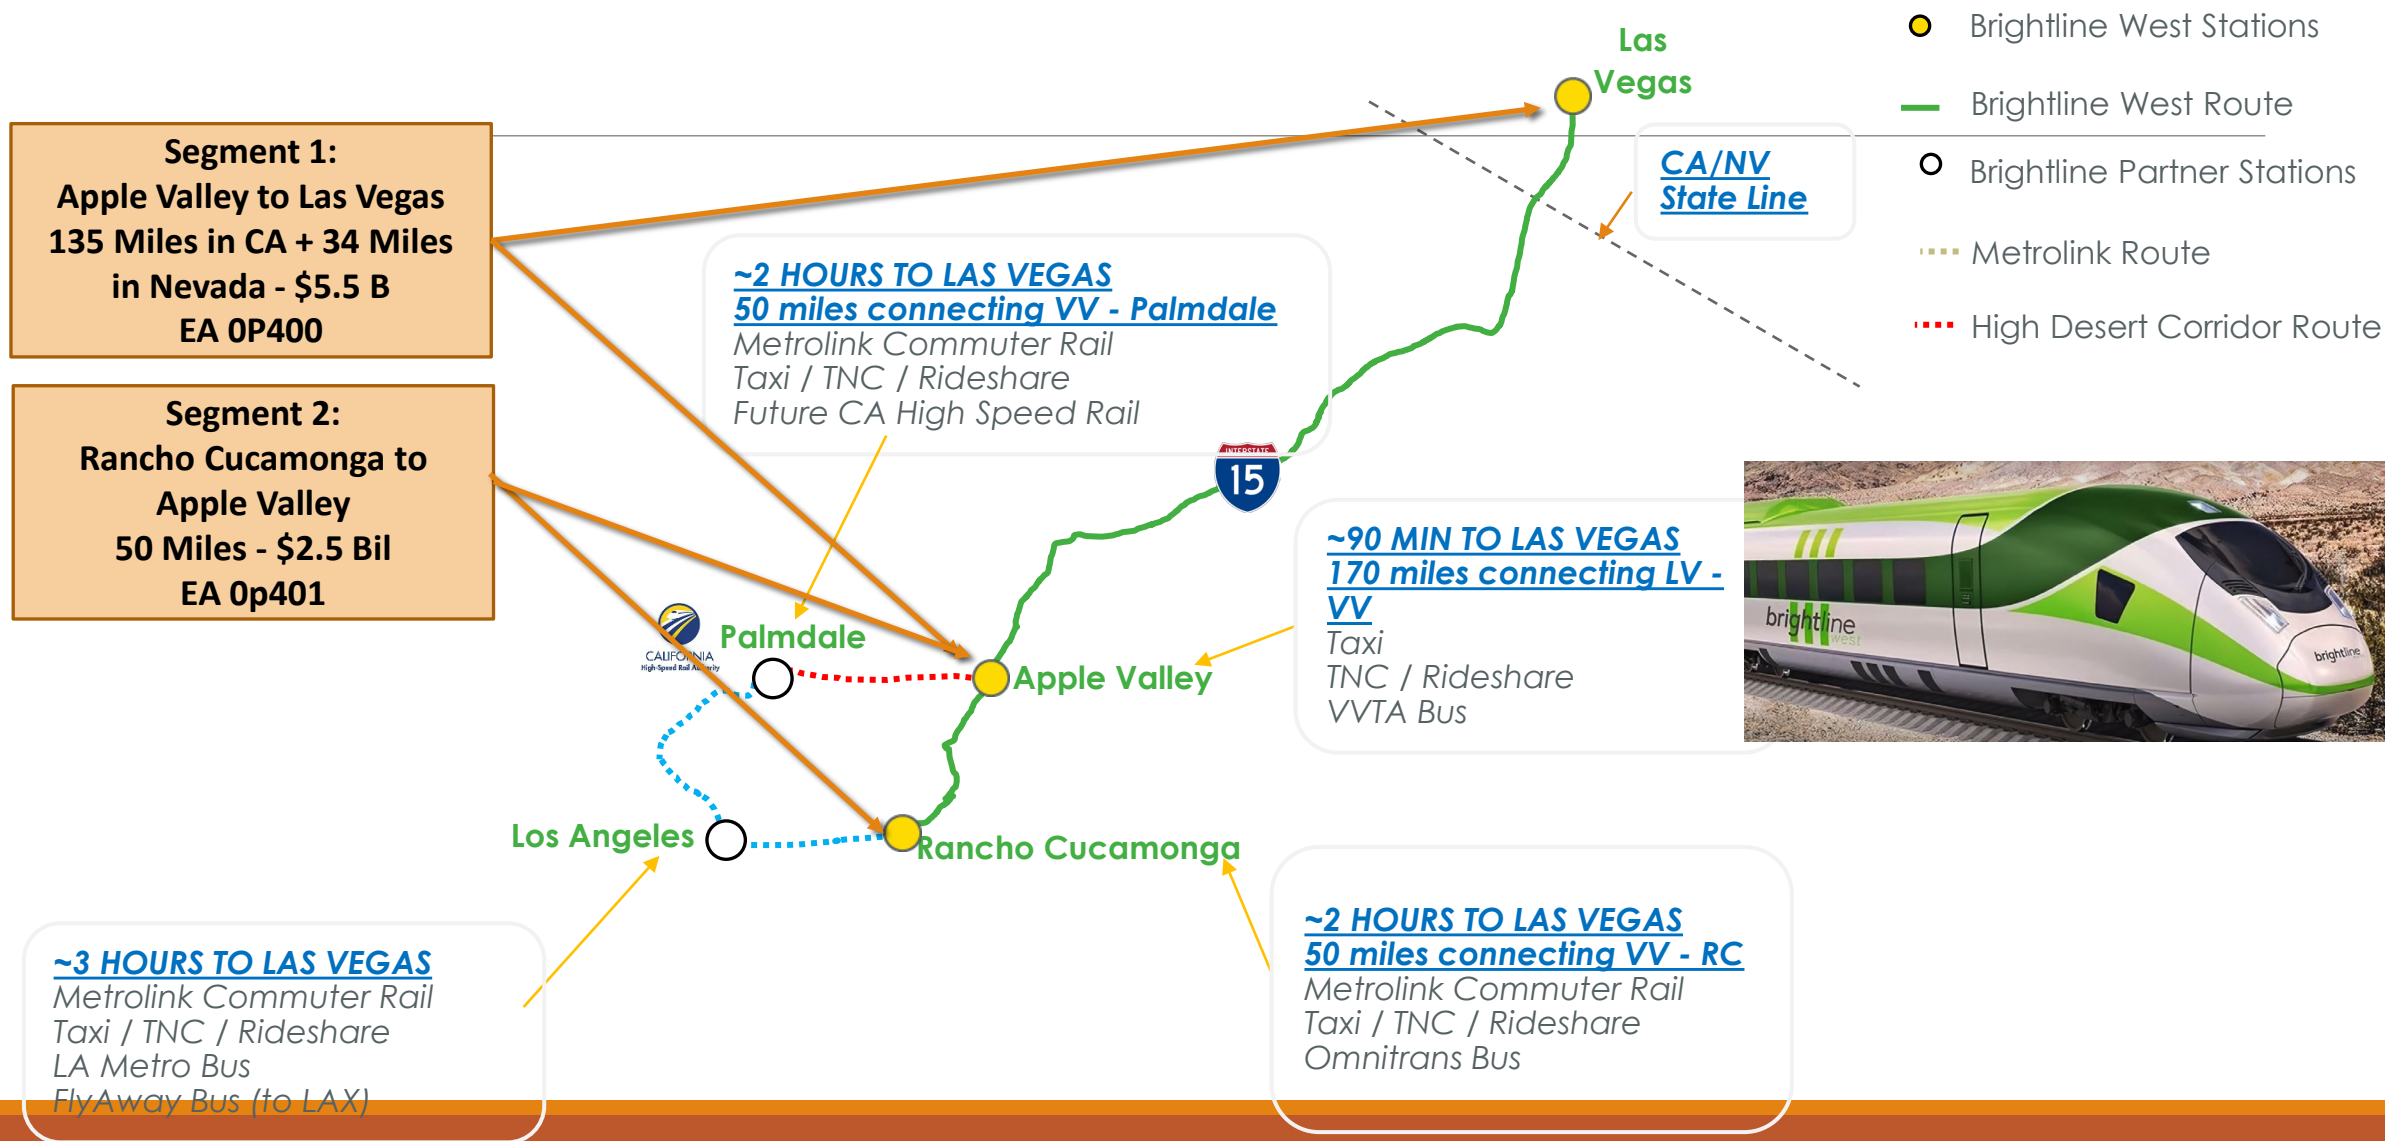 Las
Vegas
Brightline West Stations
Brightline West Route
Brightline Partner Stations
Metrolink Route
High Desert Corridor Route
Segment 1:
Apple Valley to Las Vegas
135 Miles in CA + 34 Miles
in Nevada - $5.5 B
EA 0P400
CA/NV
State Line
~2 HOURS TO LAS VEGAS
50 miles connecting VV - Palmdale
Metrolink Commuter Rail
Taxi / TNC / Rideshare
Future CA High Speed Rail
Segment 2:
Rancho Cucamonga to
Apple Valley
50 Miles - $2.5 Bil
EA 0p401
INTERSTATE
15
~90 MIN TO LAS VEGAS
170 miles connecting LV -
VV
Taxi
TNC / Rideshare
VVTA Bus
brightline
west
brightline
CALIFORNIA
High-Speed Rail Authority
Palmdale
Apple Valley
Los Angeles
Rancho Cucamonga
~3 HOURS TO LAS VEGAS
Metrolink Commuter Rail
Taxi / TNC / Rideshare
LA Metro Bus
FlyAway Bus (to LAX)
~2 HOURS TO LAS VEGAS
50 miles connecting VV - RC
Metrolink Commuter Rail
Taxi / TNC / Rideshare
Omnitrans Bus